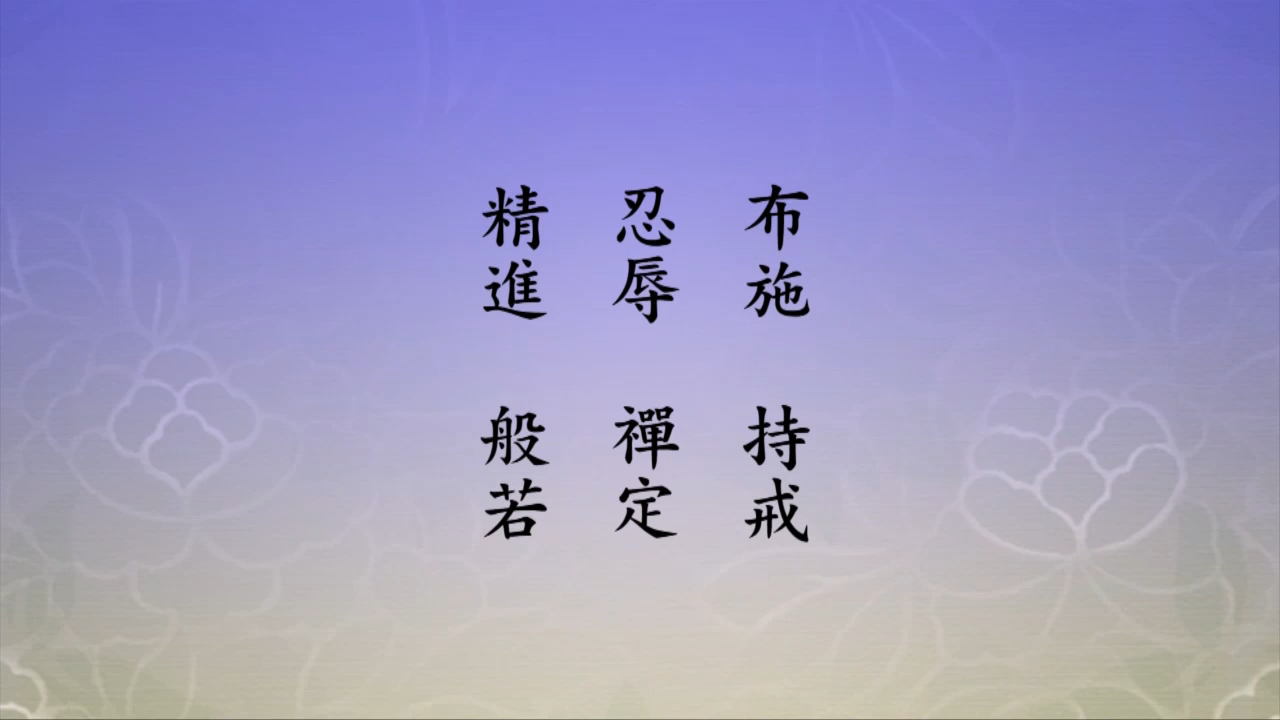 布施　持戒
忍辱　禪定
精進　般若